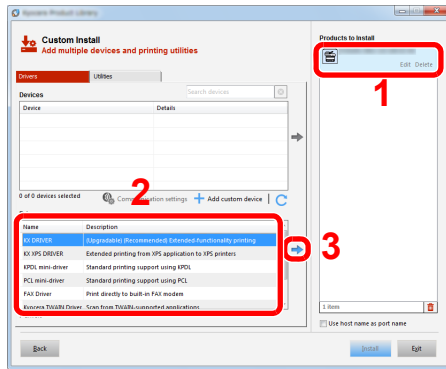 Kyocera Product Library
Custom Install
Add multiple devices and printing utilities
Products to Install
Edit Delete
1
Drivers
Utilities
Devices
Search devices
Device
Details
0 of 0 devices selected
Communication settings
Add custom device
2
Name
Description
KX DRIVER
(Upgradable) (Recommended) Extended-functionality printing
KX XPS DRIVER
Extended printing from XPS application to XPS printers
KPDL mini-driver
Standard printing support using KPDL
PCL mini-driver
Standard printing support using PCL
FAX Driver
Print directly to built-in FAX modem
Kyocera TWAIN Driver
Scan from TWAIN-supported applications
3
1 item
Use host name as port name
Back
Install
Exit